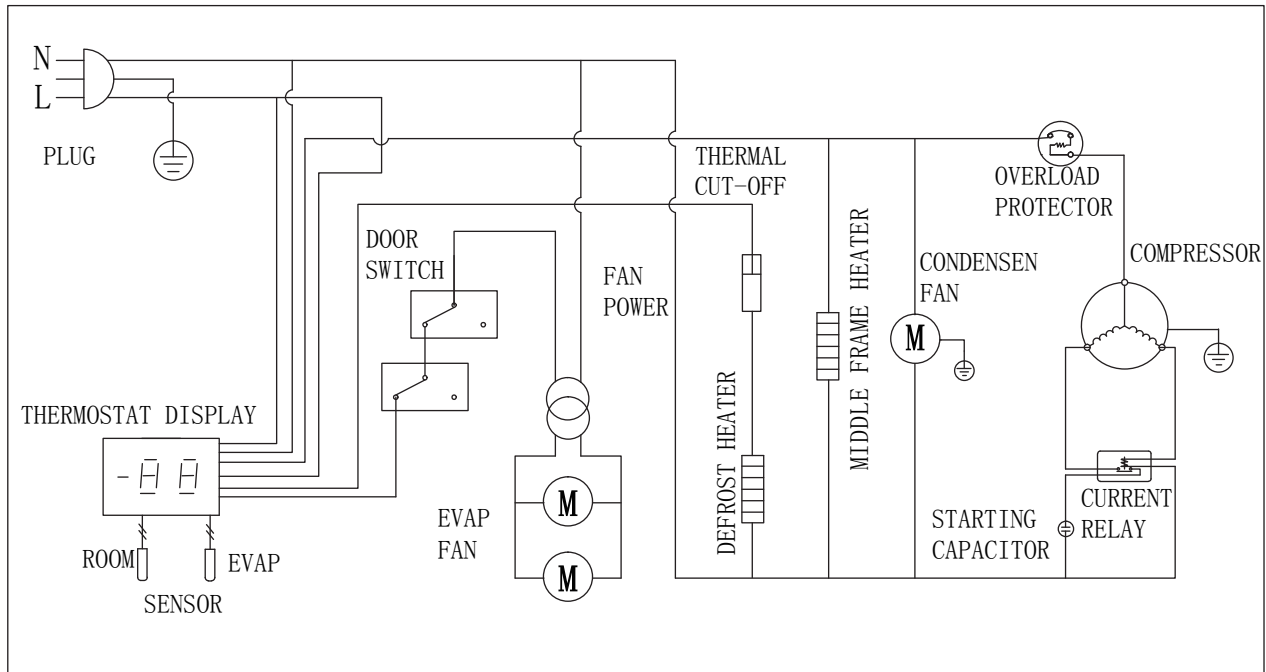 N
L
PLUG
THERMAL
CUT-OFF
OVERLOAD
PROTECTOR
DOOR
SWITCH
FAN
POWER
MIDDLE FRAME HEATER
CONDENSEN
FAN
M
COMPRESSOR
THERMOSTAT DISPLAY
-88
DEFROST HEATER
EVAP
FAN
M
M
STARTING
CAPACITOR
CURRENT
RELAY
ROOM
EVAP
SENSOR